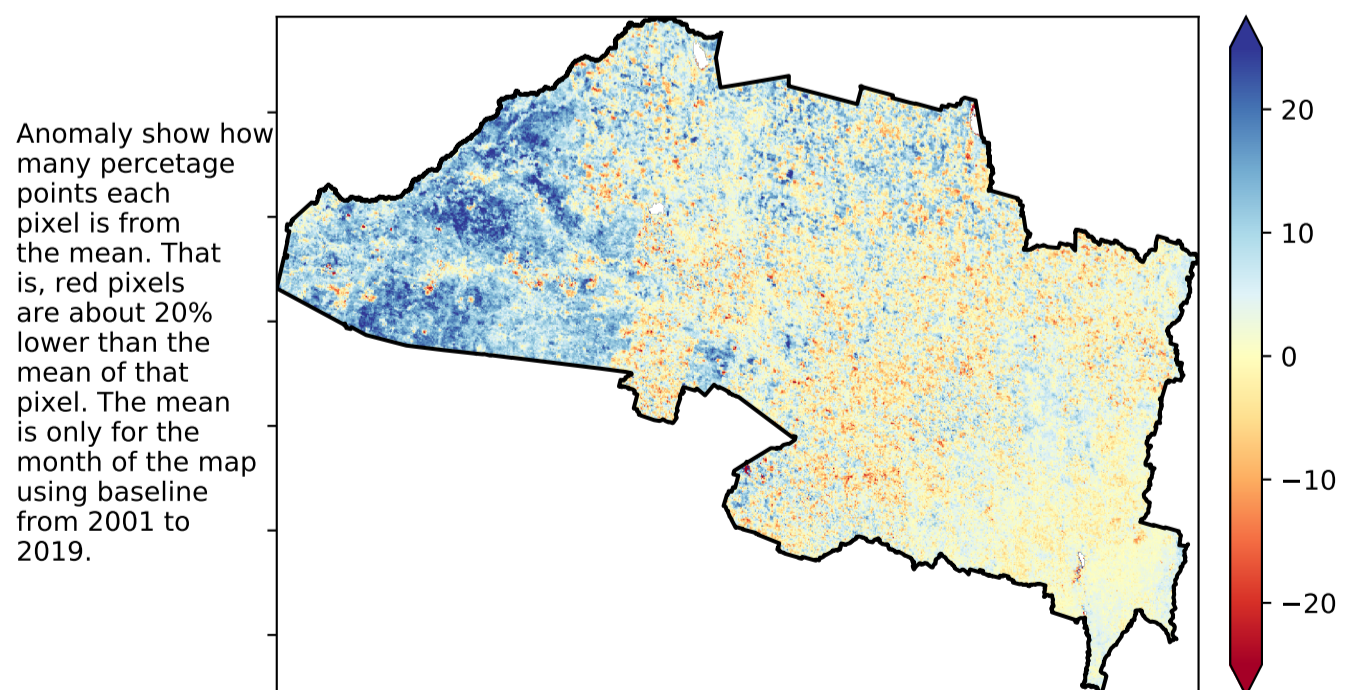 Anomaly show how
many percetage
points each
pixel is from
the mean. That
is, red pixels
are about 20%
lower than the
mean of that
pixel. The mean
is only for the
month of the map
using baseline
from 2001 to
2019.
20
10
0
−10
−20